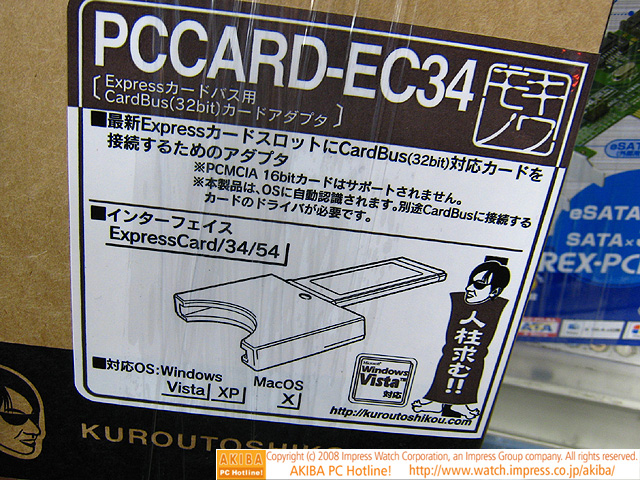 PCCARD-EC34
モキノワ
[Expressカードバス用
CardBus(32bit)カードアダプタ]
■最新ExpressカードスロットにCardBus(32bit)対応カードを
接続するためのアダプタ
※PCMCIA 16bitカードはサポートされません。
※本製品は、OSに自動認識されます。別途CardBusに接続する
カードのドライバが必要です。
■インターフェイス
ExpressCard/34/54
人柱求む!!
■対応OS:Windows
Vista XP
MacOS
X
Microsoft
Windows
Vista™
対応
http://kuroutoshikou.com
KUROUTOSHIK
eSATA
eSATA
SATA
REX-PC
AKIBA
PC Hotline!
Copyright (c) 2008 Impress Watch Corporation, an Impress Group company. All rights reserved.
AKIBA PC Hotline! http://www.watch.impress.co.jp/akiba/